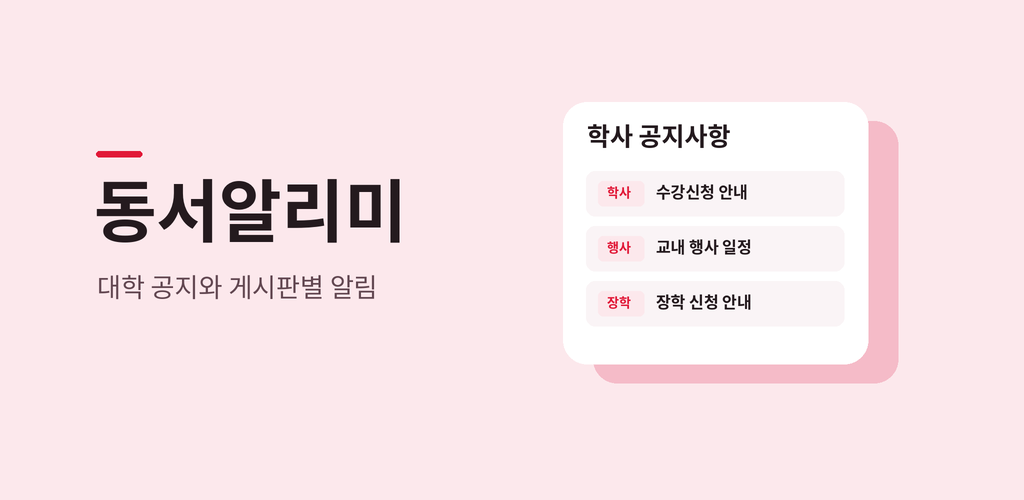 동서알리미
대학 공지와 게시판별 알림
학사 공지사항
학사 수강신청 안내
행사 교내 행사 일정
장학 장학 신청 안내